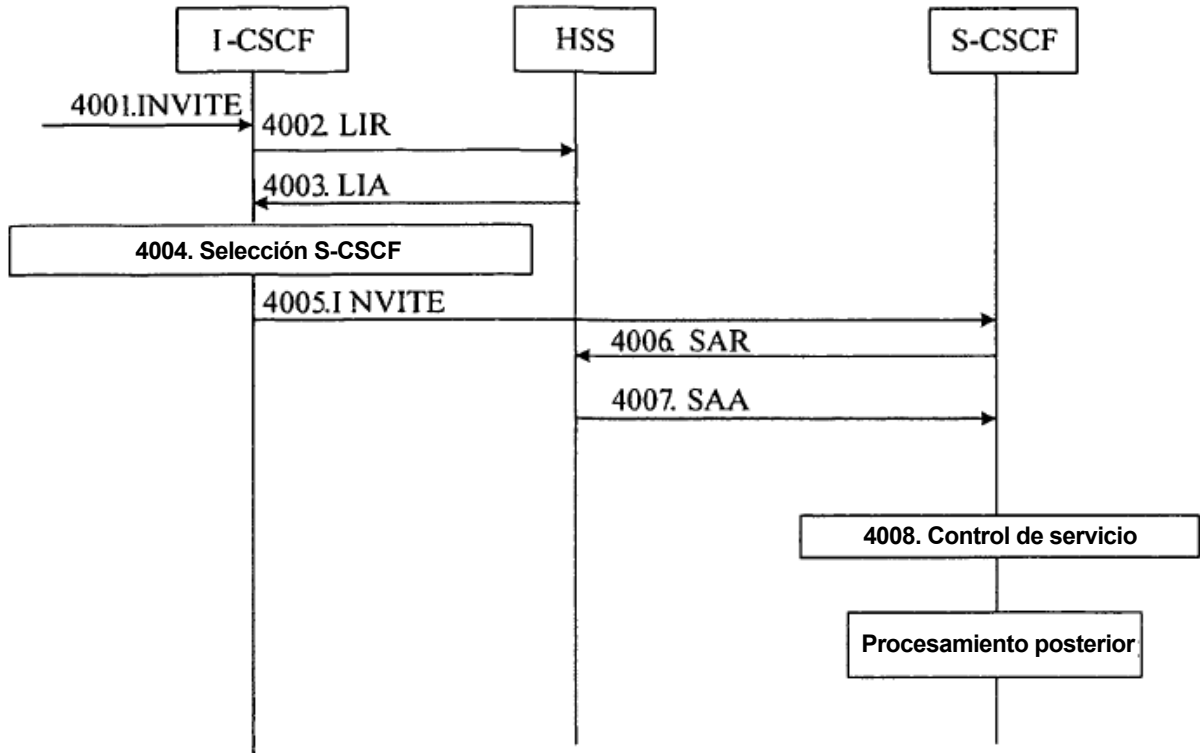 I-CSCF
HSS
S-CSCF
4001.INVITE
4002. LIR
4003. LIA
4004. Selección S-CSCF
4005.I NVITE
4006. SAR
4007. SAA
4008. Control de servicio
Procesamiento posterior